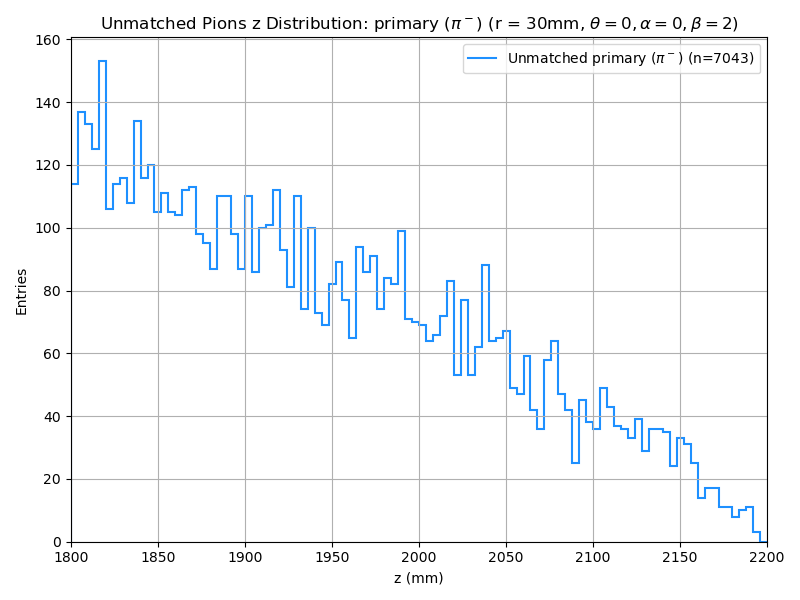 Unmatched Pions z Distribution: primary (π⁻) (r = 30mm, θ = 0, α = 0, β = 2)
Unmatched primary (π⁻) (n=7043)
160
140
120
100
80
60
40
20
0
Entries
1800 1850 1900 1950 2000 2050 2100 2150 2200
z (mm)